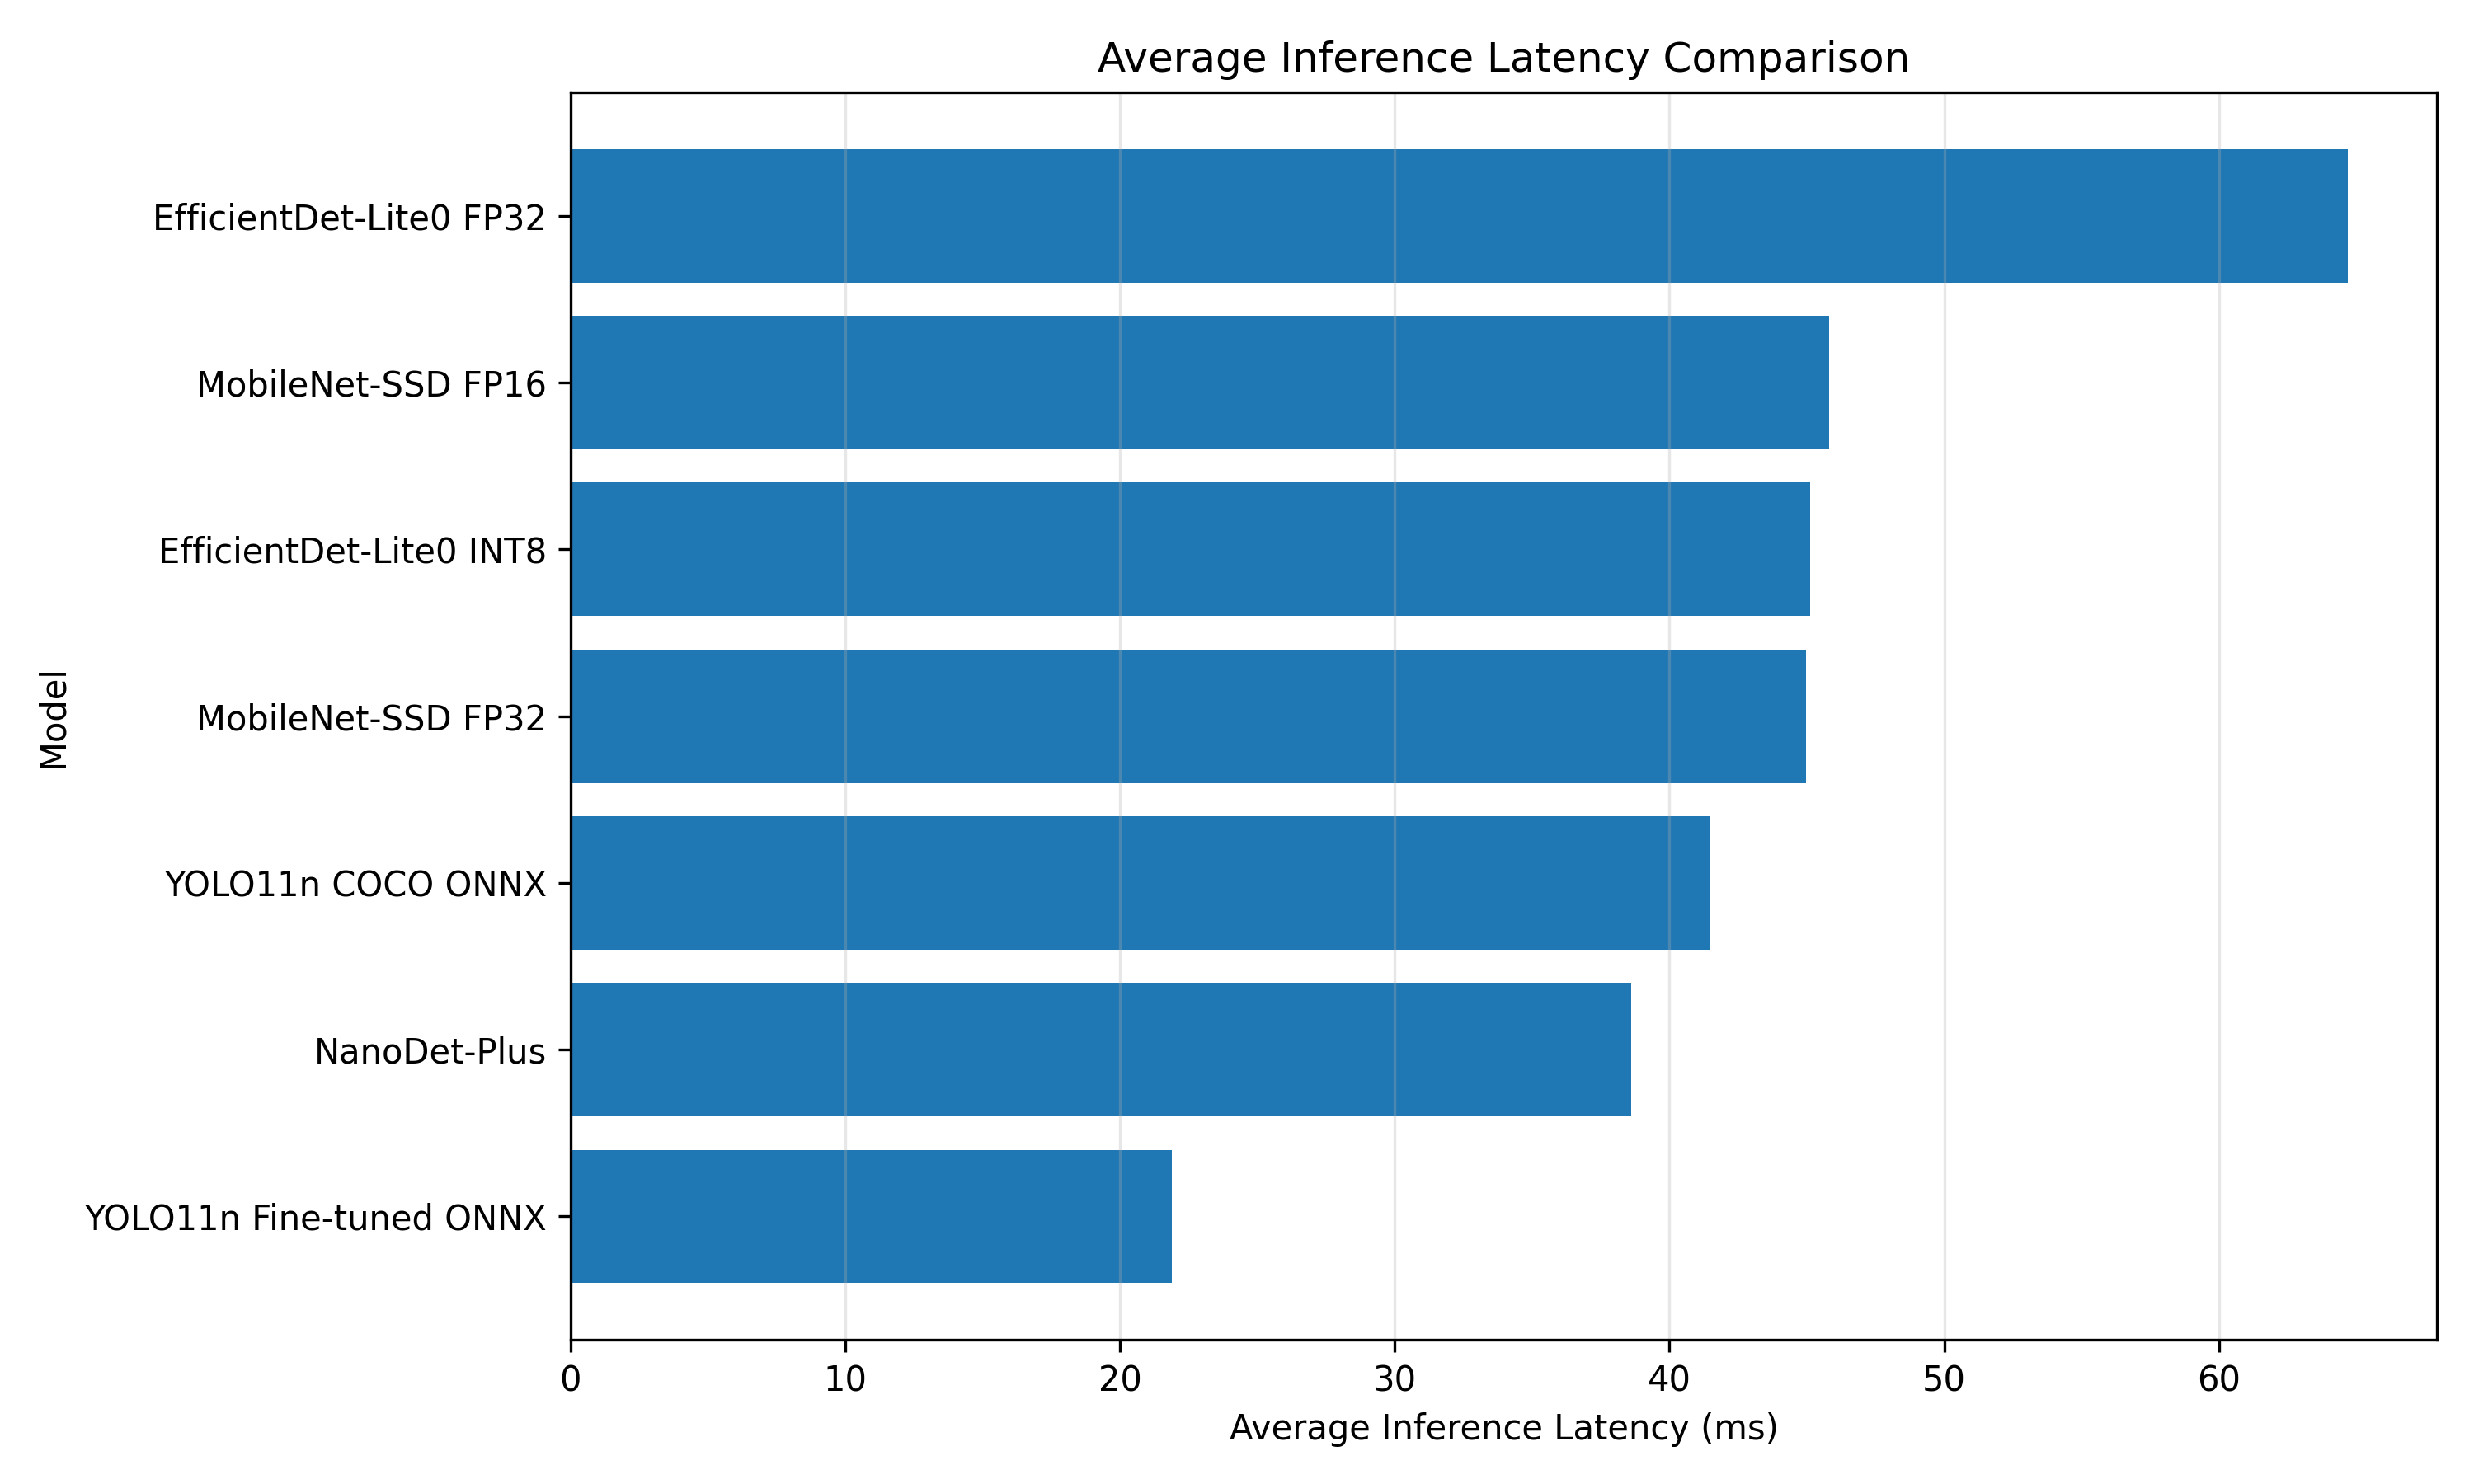 Average Inference Latency Comparison
EfficientDet-Lite0 FP32
MobileNet-SSD FP16
EfficientDet-Lite0 INT8
MobileNet-SSD FP32
YOLO11n COCO ONNX
NanoDet-Plus
YOLO11n Fine-tuned ONNX
Model
0 10 20 30 40 50 60
Average Inference Latency (ms)